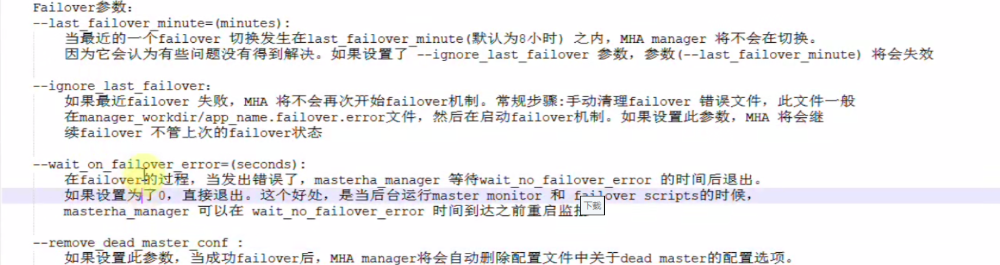 Failover参数:
--last_failover_minute=(minutes):
当最近的一个failover 切换发生在last_failover_minute(默认为8小时) 之内，MHA manager 将不会在切换。
因为它会认为有些问题没有得到解决。如果设置了 --ignore_last_failover 参数，参数(--last_failover_minute) 将会失效
--ignore_last_failover:
如果最近failover 失败，MHA 将不会再次开始failover机制。常规步骤:手动清理failover 错误文件，此文件一般
在manager_workdir/app_name.failover.error文件，然后在启动failover机制。如果设置此参数，MHA 将会继
续failover 不管上次的failover状态
--wait_on_failover_error=(seconds):
在failover的过程，当发出错误了，masterha_manager 等待wait_no_failover_error 的时间后退出。
如果设置为了0，直接退出。这个好处，是当后台运行master monitor 和 failover scripts的时候，
masterha_manager 可以在 wait_no_failover_error 时间到达之前重启监
下载
--remove_dead_master_conf :
如果设置此参数，当成功failover后，MHA manager将会自动删除配置文件中关于dead master的配置选项。